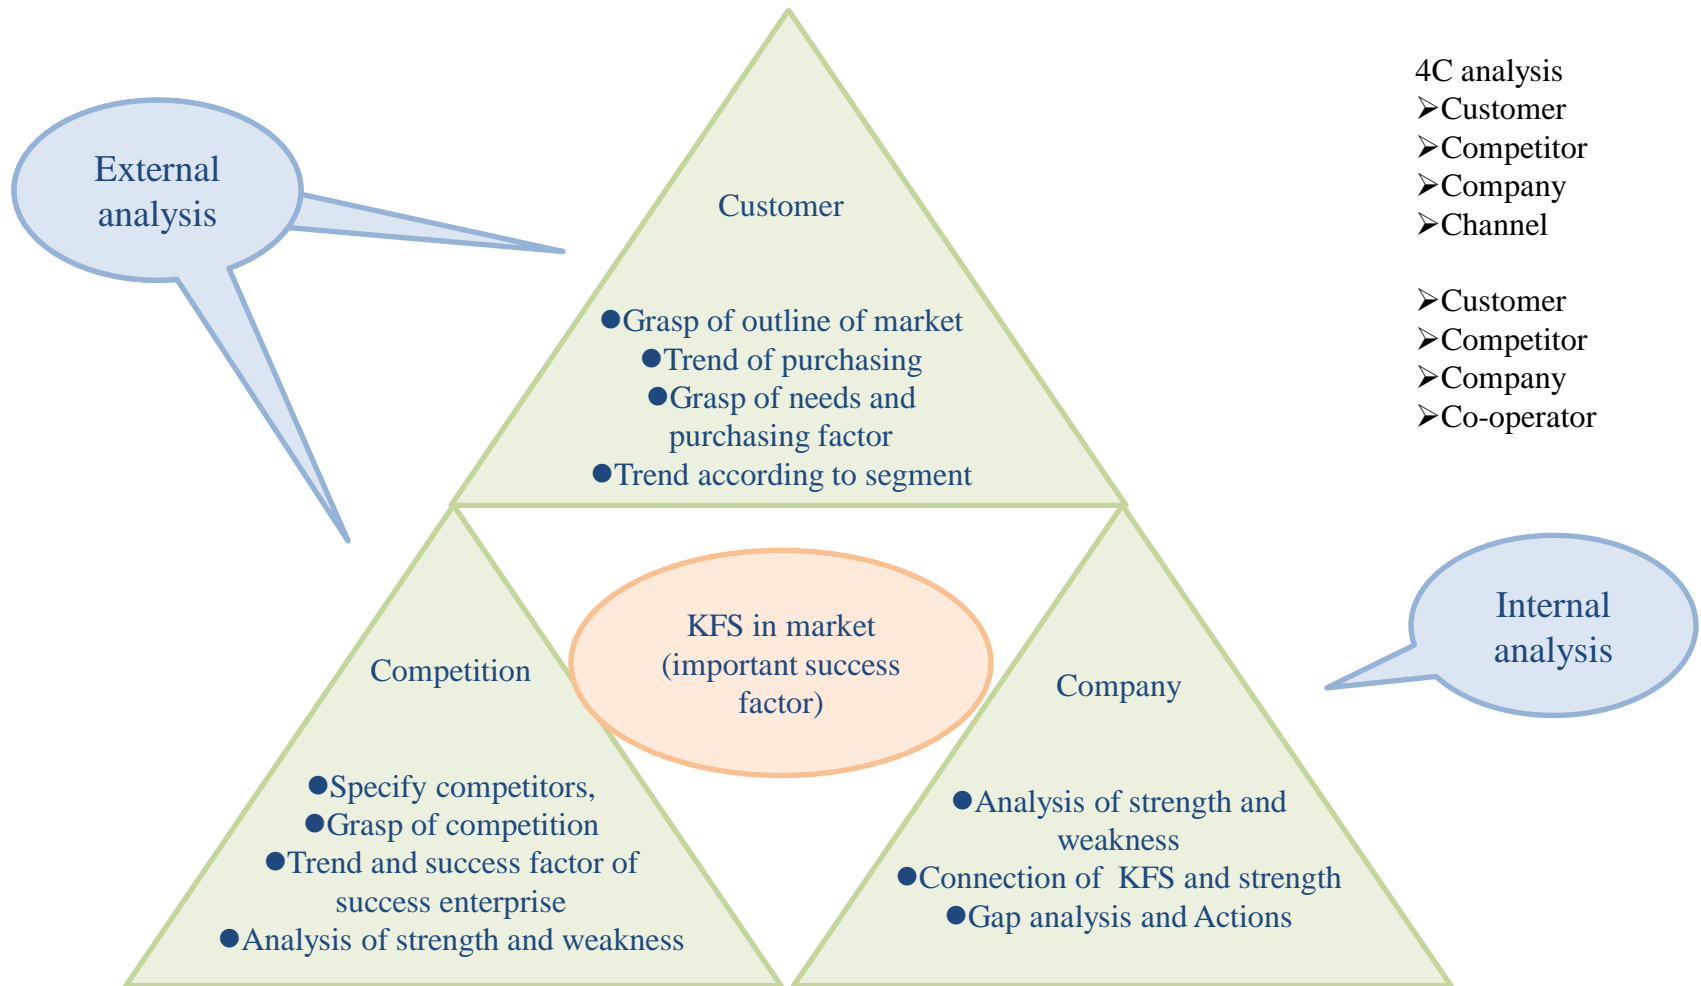 External
analysis
Customer
●Grasp of outline of market
●Trend of purchasing
●Grasp of needs and
purchasing factor
●Trend according to segment
4C analysis
➢Customer
➢Competitor
➢Company
➢Channel
➢Customer
➢Competitor
➢Company
➢Co-operator
KFS in market
(important success
factor)
Competition
●Specify competitors,
●Grasp of competition
●Trend and success factor of
success enterprise
●Analysis of strength and weakness
Company
●Analysis of strength and
weakness
●Connection of  KFS and strength
●Gap analysis and Actions
Internal
analysis